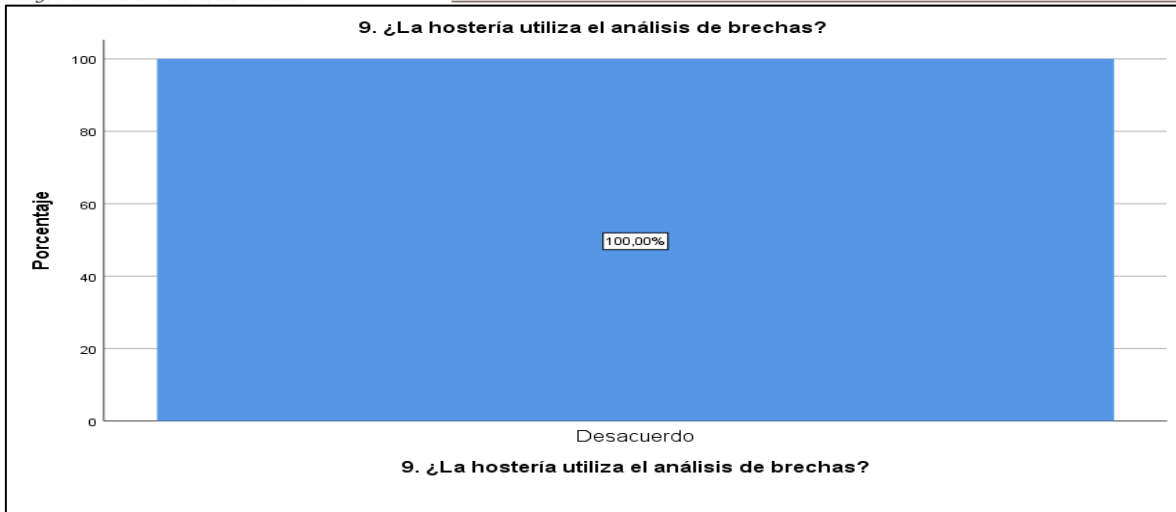 9. ¿La hostería utiliza el análisis de brechas?
100
80
60
40
20
0
Porcentaje
100,00%
Desacuerdo
9. ¿La hostería utiliza el análisis de brechas?